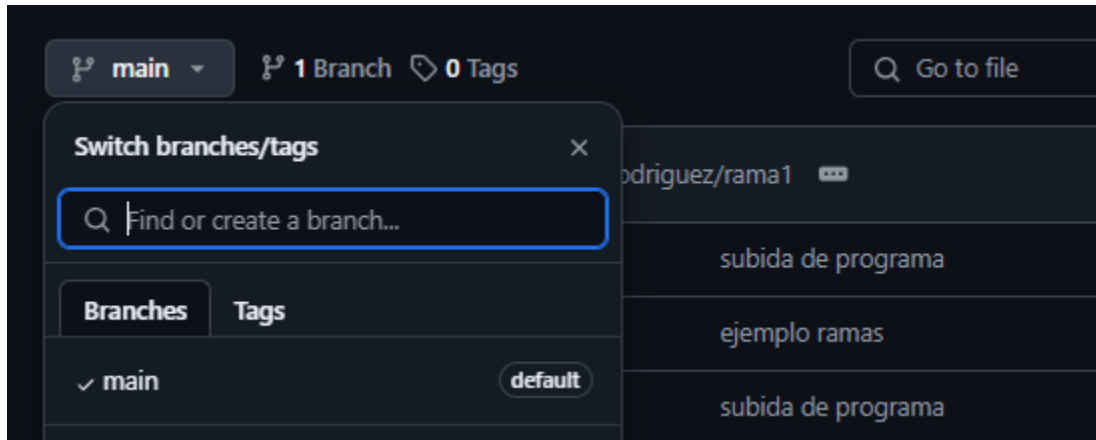 main 1 Branch 0 Tags Go to file
Switch branches/tags
odriguez/rama1
Find or create a branch...
subida de programa
Branches Tags
ejemplo ramas
main default
subida de programa